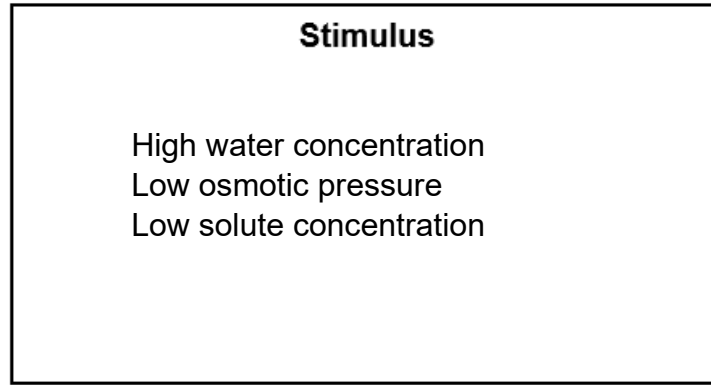 Stimulus
High water concentration
Low osmotic pressure
Low solute concentration